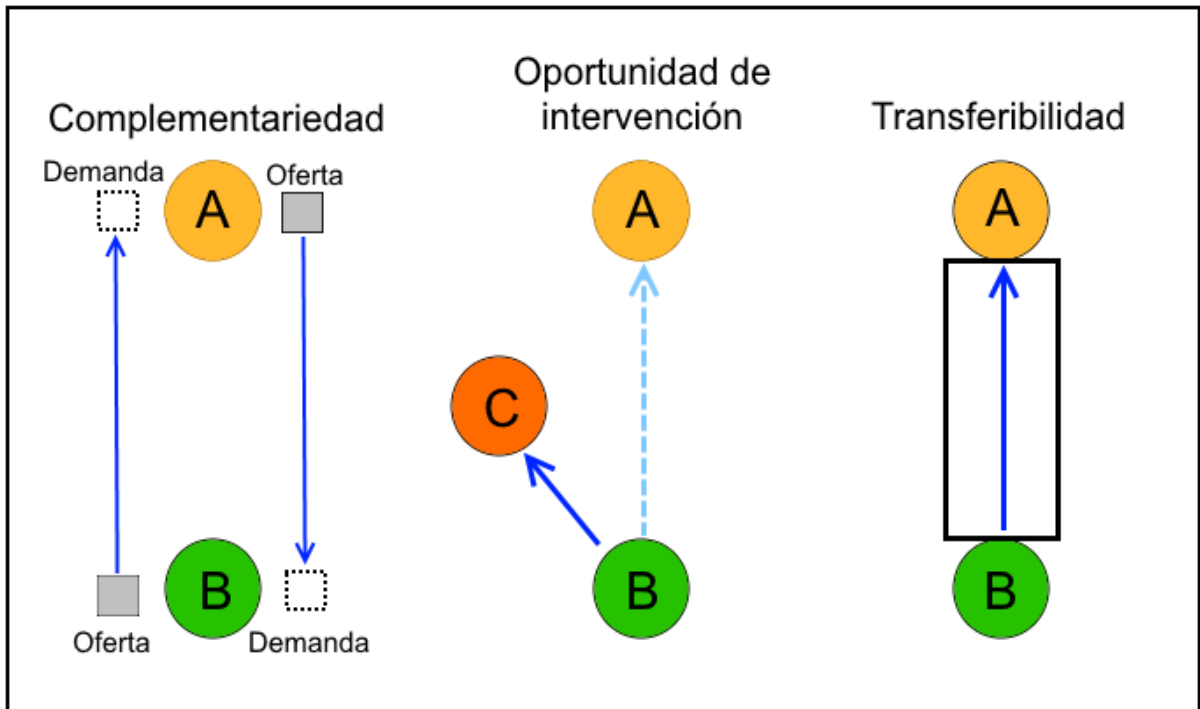 Complementariedad
Demanda
A
Oferta
B
Oferta
Demanda
Oportunidad de
intervención
A
C
B
Transferibilidad
A
B